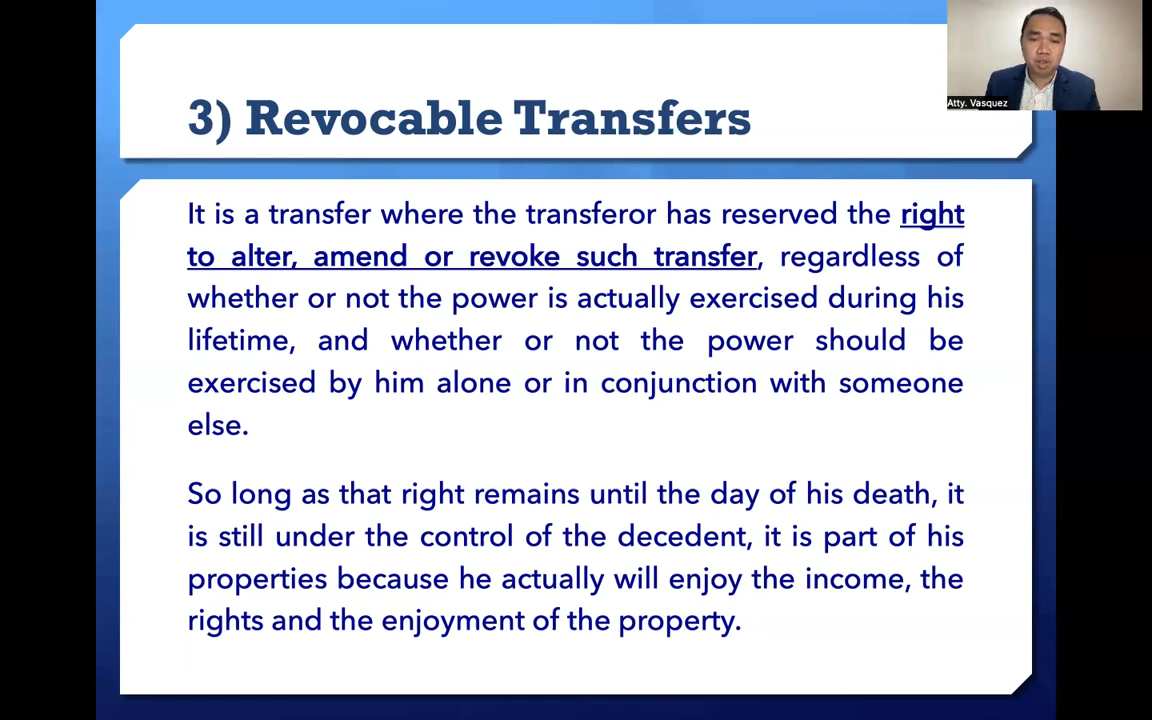 3) Revocable Transfers
Atty. Vasquez
It is a transfer where the transferor has reserved the right
to alter, amend or revoke such transfer, regardless of
whether or not the power is actually exercised during his
lifetime, and whether or not the power should be
exercised by him alone or in conjunction with someone
else.
So long as that right remains until the day of his death, it
is still under the control of the decedent, it is part of his
properties because he actually will enjoy the income, the
rights and the enjoyment of the property.